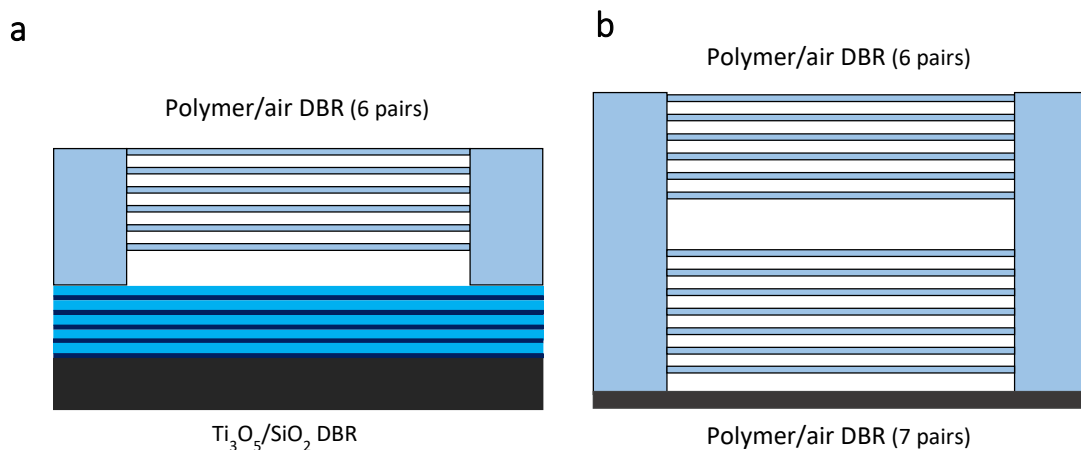 a
Polymer/air DBR (6 pairs)
Ti₃O₅/SiO₂ DBR
b
Polymer/air DBR (6 pairs)
Polymer/air DBR (7 pairs)